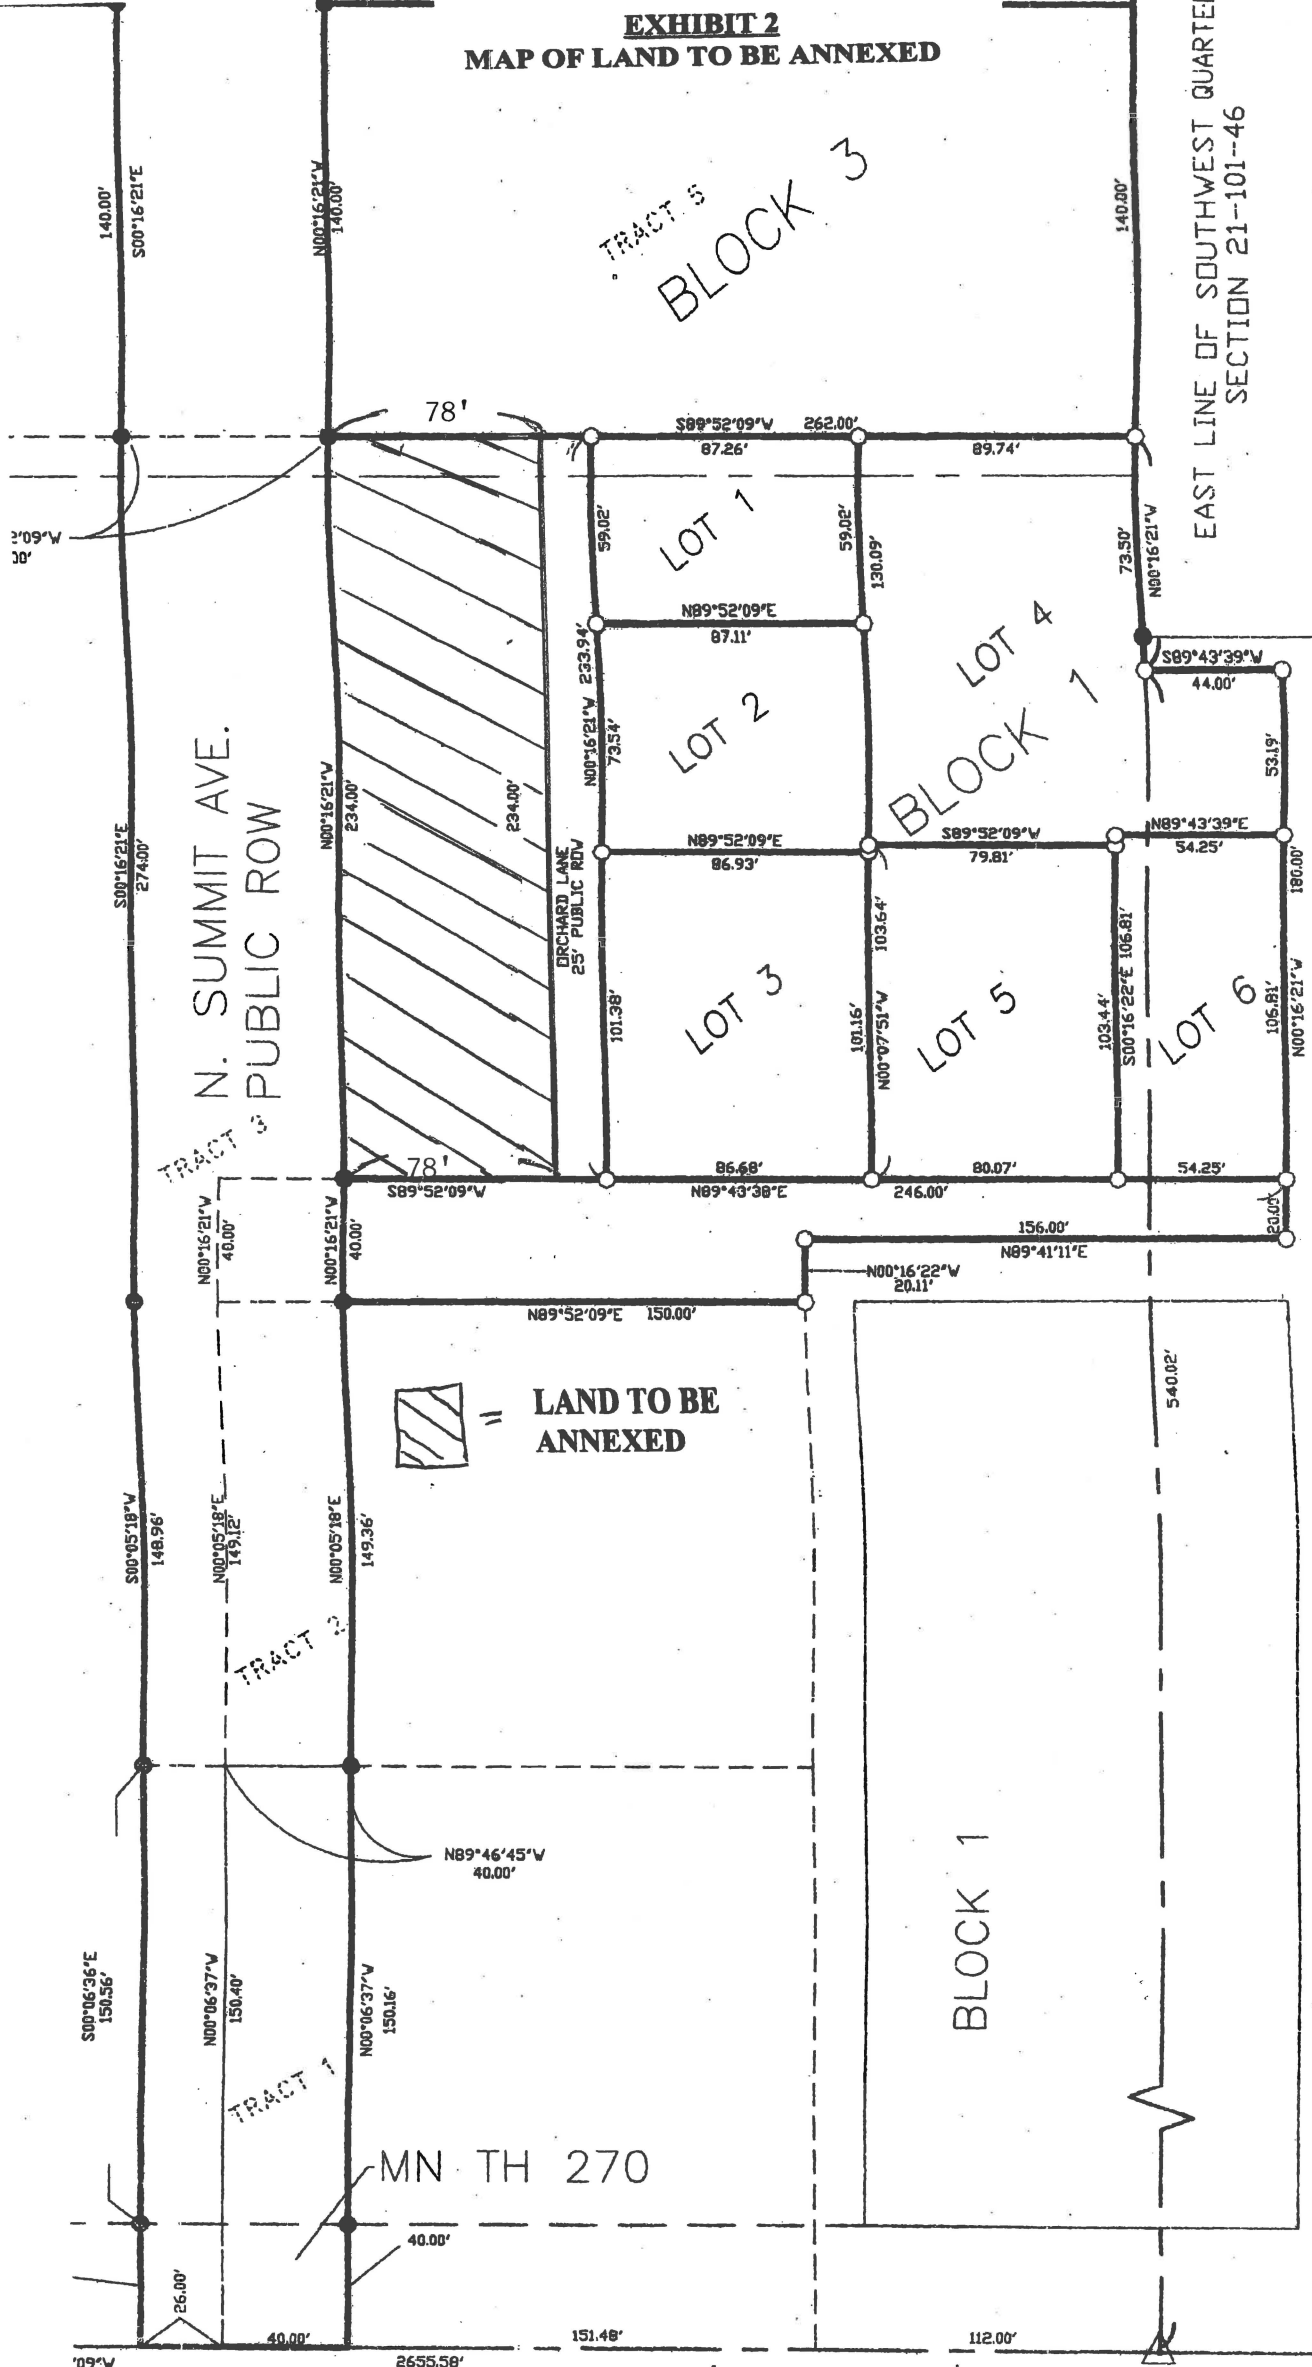 EXHIBIT 2
MAP OF LAND TO BE ANNEXED
EAST LINE OF SOUTHWEST QUARTER
SECTION 21-101-46
140.00'
S00°16'21"E
N00°16'21"W
140.00'
TRACT 5
BLOCK 3
140.00'
78'
S89°52'09"W 262.00'
87.26'
89.74'
2'09"W
00'
59.02'
LOT 1
59.02'
130.09'
73.50'
N00°16'21"W
N89°52'09"E
87.11'
LOT 4
BLOCK 1
S89°43'39"W
44.00'
53.19'
N. SUMMIT AVE.
PUBLIC ROW
S00°16'21"E
274.00'
N00°16'21"W
234.00'
234.00'
ORCHARD LANE
25' PUBLIC ROW
N00°16'21"W 233.94'
73.54'
LOT 2
N89°52'09"E
86.93'
S89°52'09"W
79.81'
N89°43'39"E
54.25'
180.00'
101.38'
LOT 3
103.64'
101.16'
N00°07'51"W
LOT 5
103.44'
S00°16'22"E 106.81'
LOT 6
106.81'
N00°16'21"W
TRACT 3
78'
S89°52'09"W
86.68'
N89°43'38"E
80.07'
246.00'
54.25'
20.00'
N00°16'21"W
40.00'
N00°16'21"W
40.00'
156.00'
N89°41'11"E
N00°16'22"W
20.11'
N89°52'09"E 150.00'
540.02'
= LAND TO BE
ANNEXED
S00°05'18"W
148.96'
N00°05'18"E
149.12'
N00°05'18"E
149.36'
TRACT 2
N89°46'45"W
40.00'
BLOCK 1
S00°06'36"E
150.56'
N00°06'37"W
150.40'
N00°06'37"W
150.16'
TRACT 1
MN TH 270
40.00'
26.00'
40.00'
151.48'
112.00'
'09"W
2655.58'